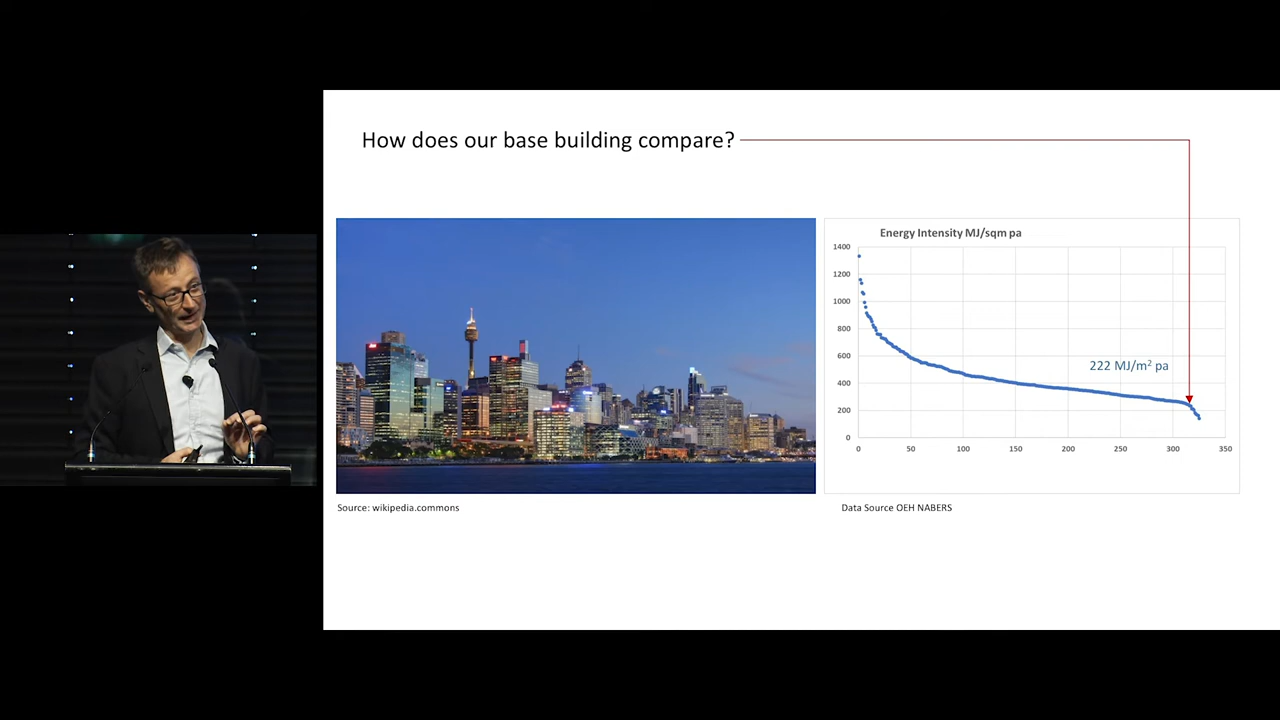 How does our base building compare?
Energy Intensity MJ/sqm pa
1400
1200
1000
800
600
400
200
0
222 MJ/m² pa
0 50 100 150 200 250 300 350
Source: wikipedia.commons
Data Source OEH NABERS